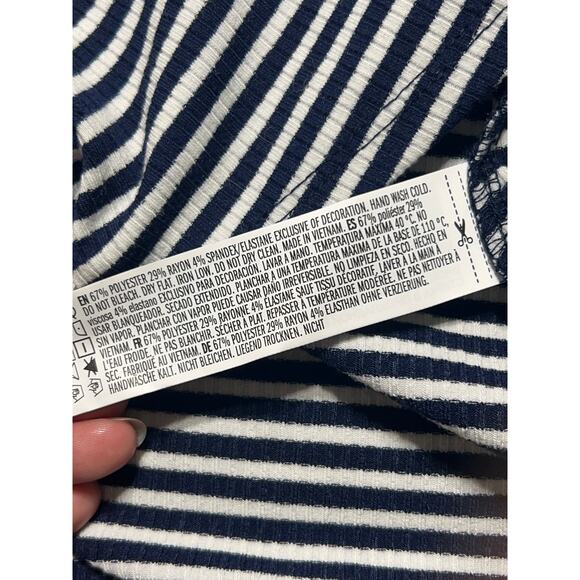 EN 67% POLYESTER 29% RAYON 4% SPANDEX/ELASTANE EXCLUSIVE OF DECORATION. HAND WASH COLD.
DO NOT BLEACH. DRY FLAT. IRON LOW. DO NOT DRY CLEAN. MADE IN VIETNAM. ES 67% poliéster 29%
viscosa 4% elastano EXCLUSIVO PARA DECORACION. LAVAR A MANO. TEMPERATURA MÁXIMA 40 °C. NO
USAR BLANQUEADOR. SECADO EXTENDIDO. PLANCHAR A UNA TEMPERATURA MÁXIMA DE LA BASE DE 110 °C,
SIN VAPOR. PLANCHAR CON VAPOR PUEDE CAUSAR DAÑO IRREVERSIBLE. NO LIMPIEZA EN SECO. HECHO EN
VIETNAM. FR 67% POLYESTER 29% RAYONNE 4% ÉLASTANE SAUF TISSU DÉCORATIF. LAVER À LA MAIN, À
L'EAU FROIDE. NE PAS BLANCHIR. SÉCHER À PLAT. REPASSER À TEMPÉRATURE MODÉRÉE. NE PAS NETTOYER À
SEC. FABRIQUÉ AU VIETNAM. DE 67% POLYESTER 29% RAYON 4% ELASTHAN OHNE VERZIERUNG.
HANDWÄSCHE KALT. NICHT BLEICHEN. LIEGEND TROCKNEN. NICHT